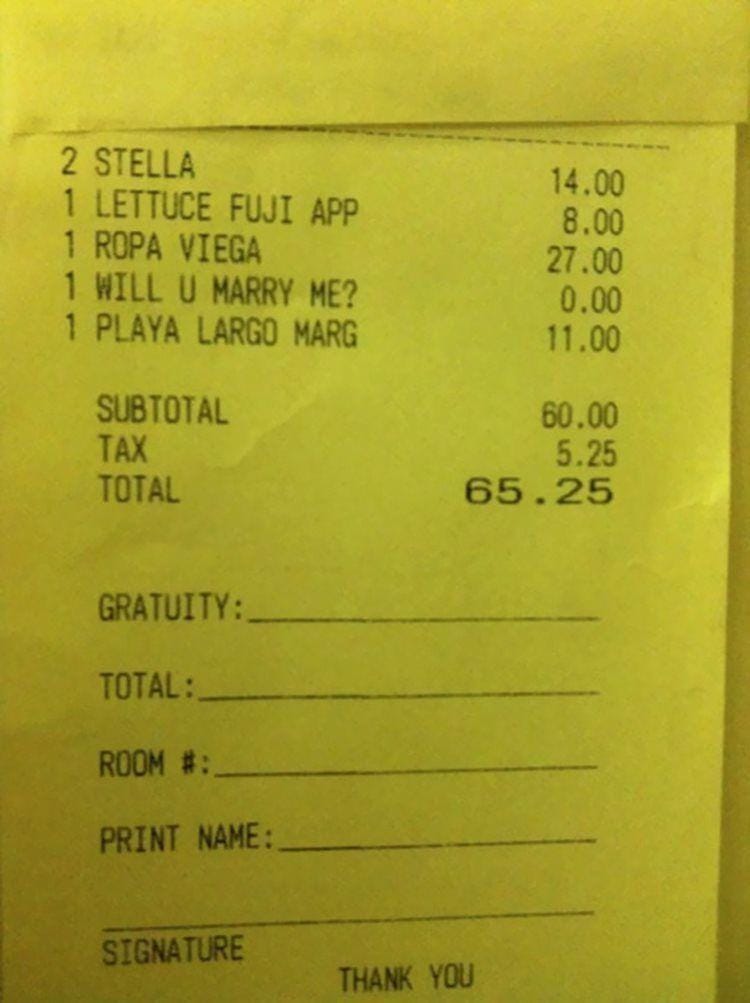 2 STELLA 14.00
1 LETTUCE FUJI APP 8.00
1 ROPA VIEGA 27.00
1 WILL U MARRY ME? 0.00
1 PLAYA LARGO MARG 11.00
SUBTOTAL 60.00
TAX 5.25
TOTAL 65.25
GRATUITY:
TOTAL:
ROOM #:
PRINT NAME:
SIGNATURE
THANK YOU